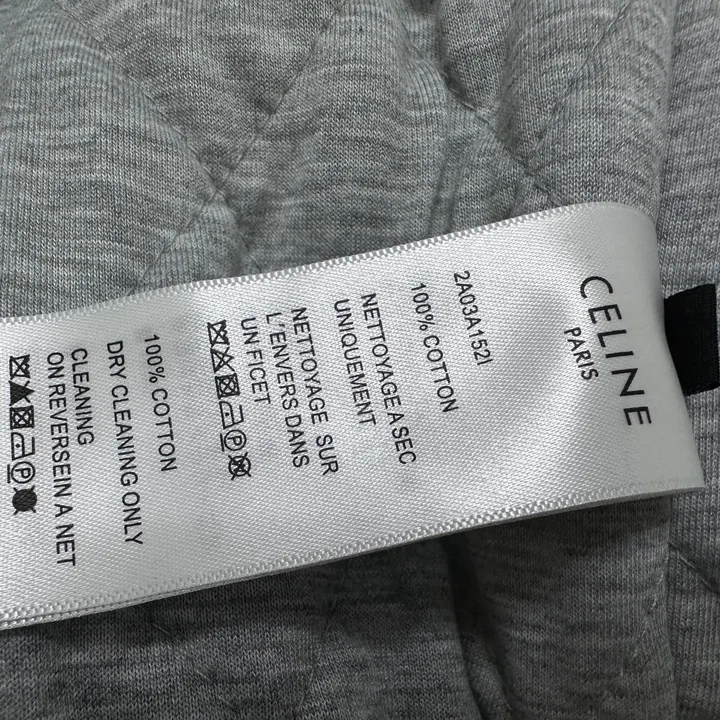 CELINE
PARIS
2A03A152I
100% COTTON
NETTOYAGE A SEC
UNIQUEMENT
NETTOYAGE SUR
L'ENVERS DANS
UN FICET
P
100% COTTON
DRY CLEANING ONLY
CLEANING
ON REVERSEIN A NET
P